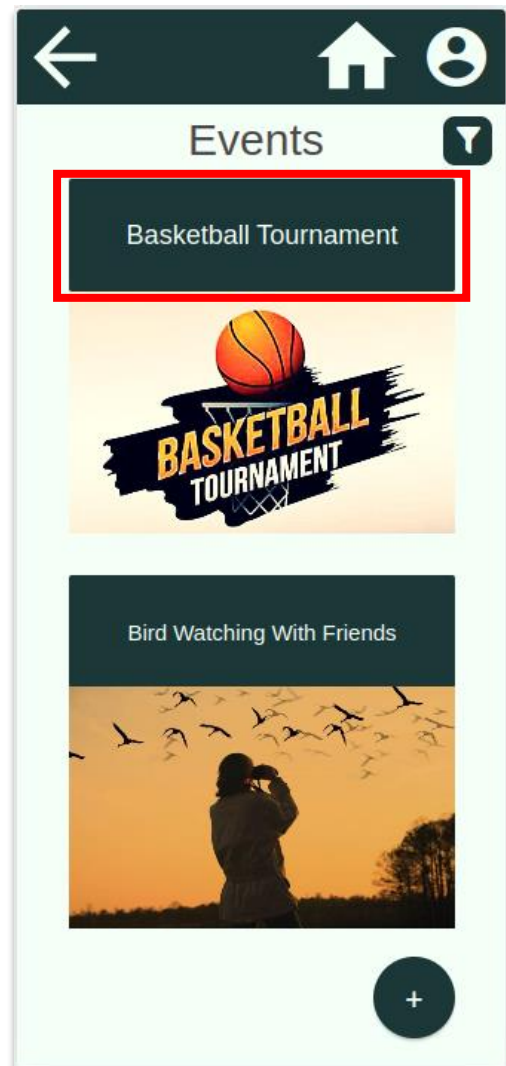 Events
Basketball Tournament
BASKETBALL
TOURNAMENT
Bird Watching With Friends
+